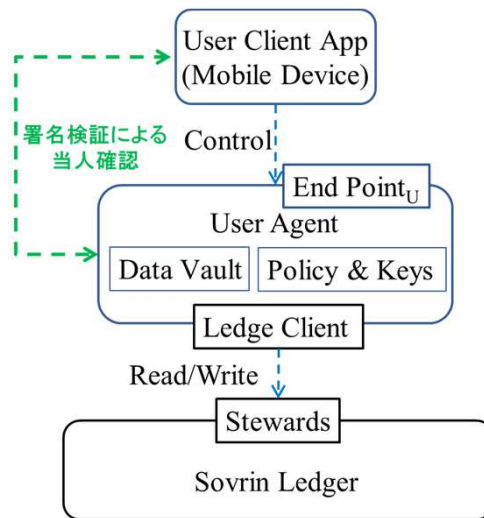 User Client App
(Mobile Device)
署名検証による
当人確認
Control
End PointU
User Agent
Data Vault
Policy & Keys
Ledge Client
Read/Write
Stewards
Sovrin Ledger